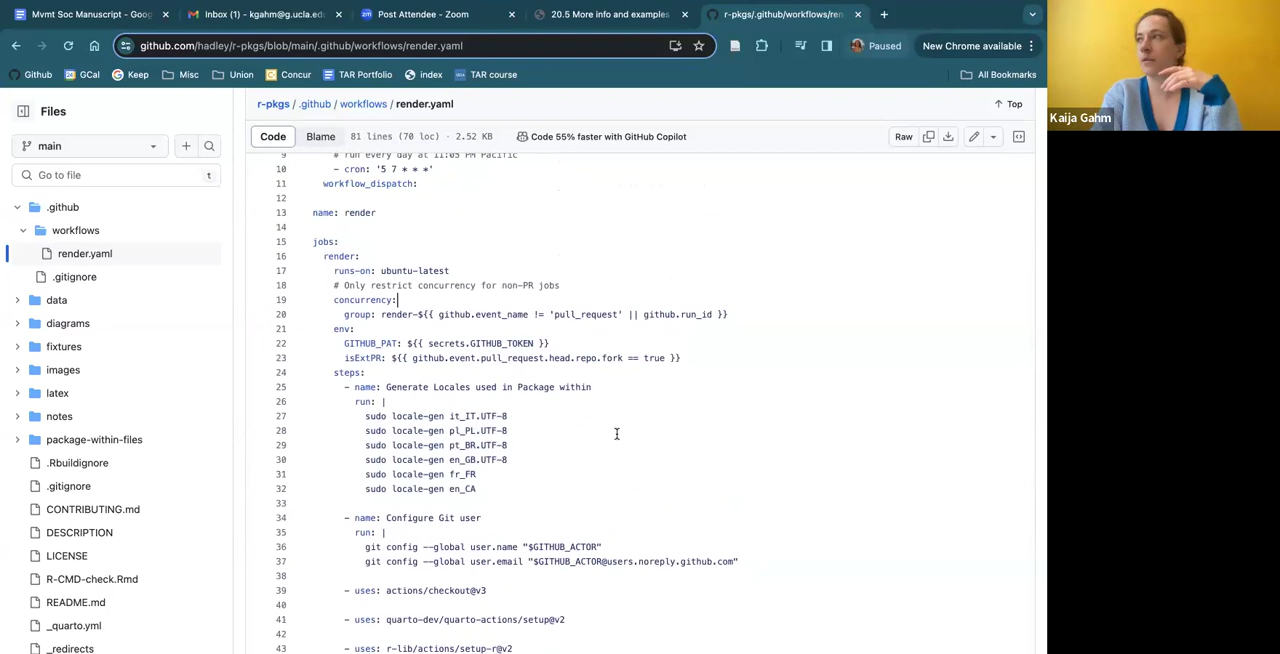 Mvmt Soc Manuscript - Goog
Inbox (1) - kgahm@g.ucla.ed
Post Attendee - Zoom
20.5 More info and examples
r-pkgs/.github/workflows/ren
github.com/hadley/r-pkgs/blob/main/.github/workflows/render.yaml
Paused
New Chrome available
Github
GCal
Keep
Misc
Union
Concur
TAR Portfolio
index
TAR course
All Bookmarks
Kaija Gahm
Files
r-pkgs / .github / workflows / render.yaml
Top
main
Code
Blame
81 lines (70 loc) · 2.52 KB
Code 55% faster with GitHub Copilot
Raw
Go to file
t
.github
workflows
render.yaml
.gitignore
data
diagrams
fixtures
images
latex
notes
package-within-files
.Rbuildignore
.gitignore
CONTRIBUTING.md
DESCRIPTION
LICENSE
R-CMD-check.Rmd
README.md
_quarto.yml
_redirects
9 # run every day at 11:05 PM Pacific
10 - cron: '5 7 * * *'
11 workflow_dispatch:
12
13 name: render
14
15 jobs:
16 render:
17 runs-on: ubuntu-latest
18 # Only restrict concurrency for non-PR jobs
19 concurrency:
20 group: render-${{ github.event_name != 'pull_request' || github.run_id }}
21 env:
22 GITHUB_PAT: ${{ secrets.GITHUB_TOKEN }}
23 isExtPR: ${{ github.event.pull_request.head.repo.fork == true }}
24 steps:
25 - name: Generate Locales used in Package within
26 run: |
27 sudo locale-gen it_IT.UTF-8
28 sudo locale-gen pl_PL.UTF-8
29 sudo locale-gen pt_BR.UTF-8
30 sudo locale-gen en_GB.UTF-8
31 sudo locale-gen fr_FR
32 sudo locale-gen en_CA
33
34 - name: Configure Git user
35 run: |
36 git config --global user.name "$GITHUB_ACTOR"
37 git config --global user.email "$GITHUB_ACTOR@users.noreply.github.com"
38
39 - uses: actions/checkout@v3
40
41 - uses: quarto-dev/quarto-actions/setup@v2
42
43 - uses: r-lib/actions/setup-r@v2